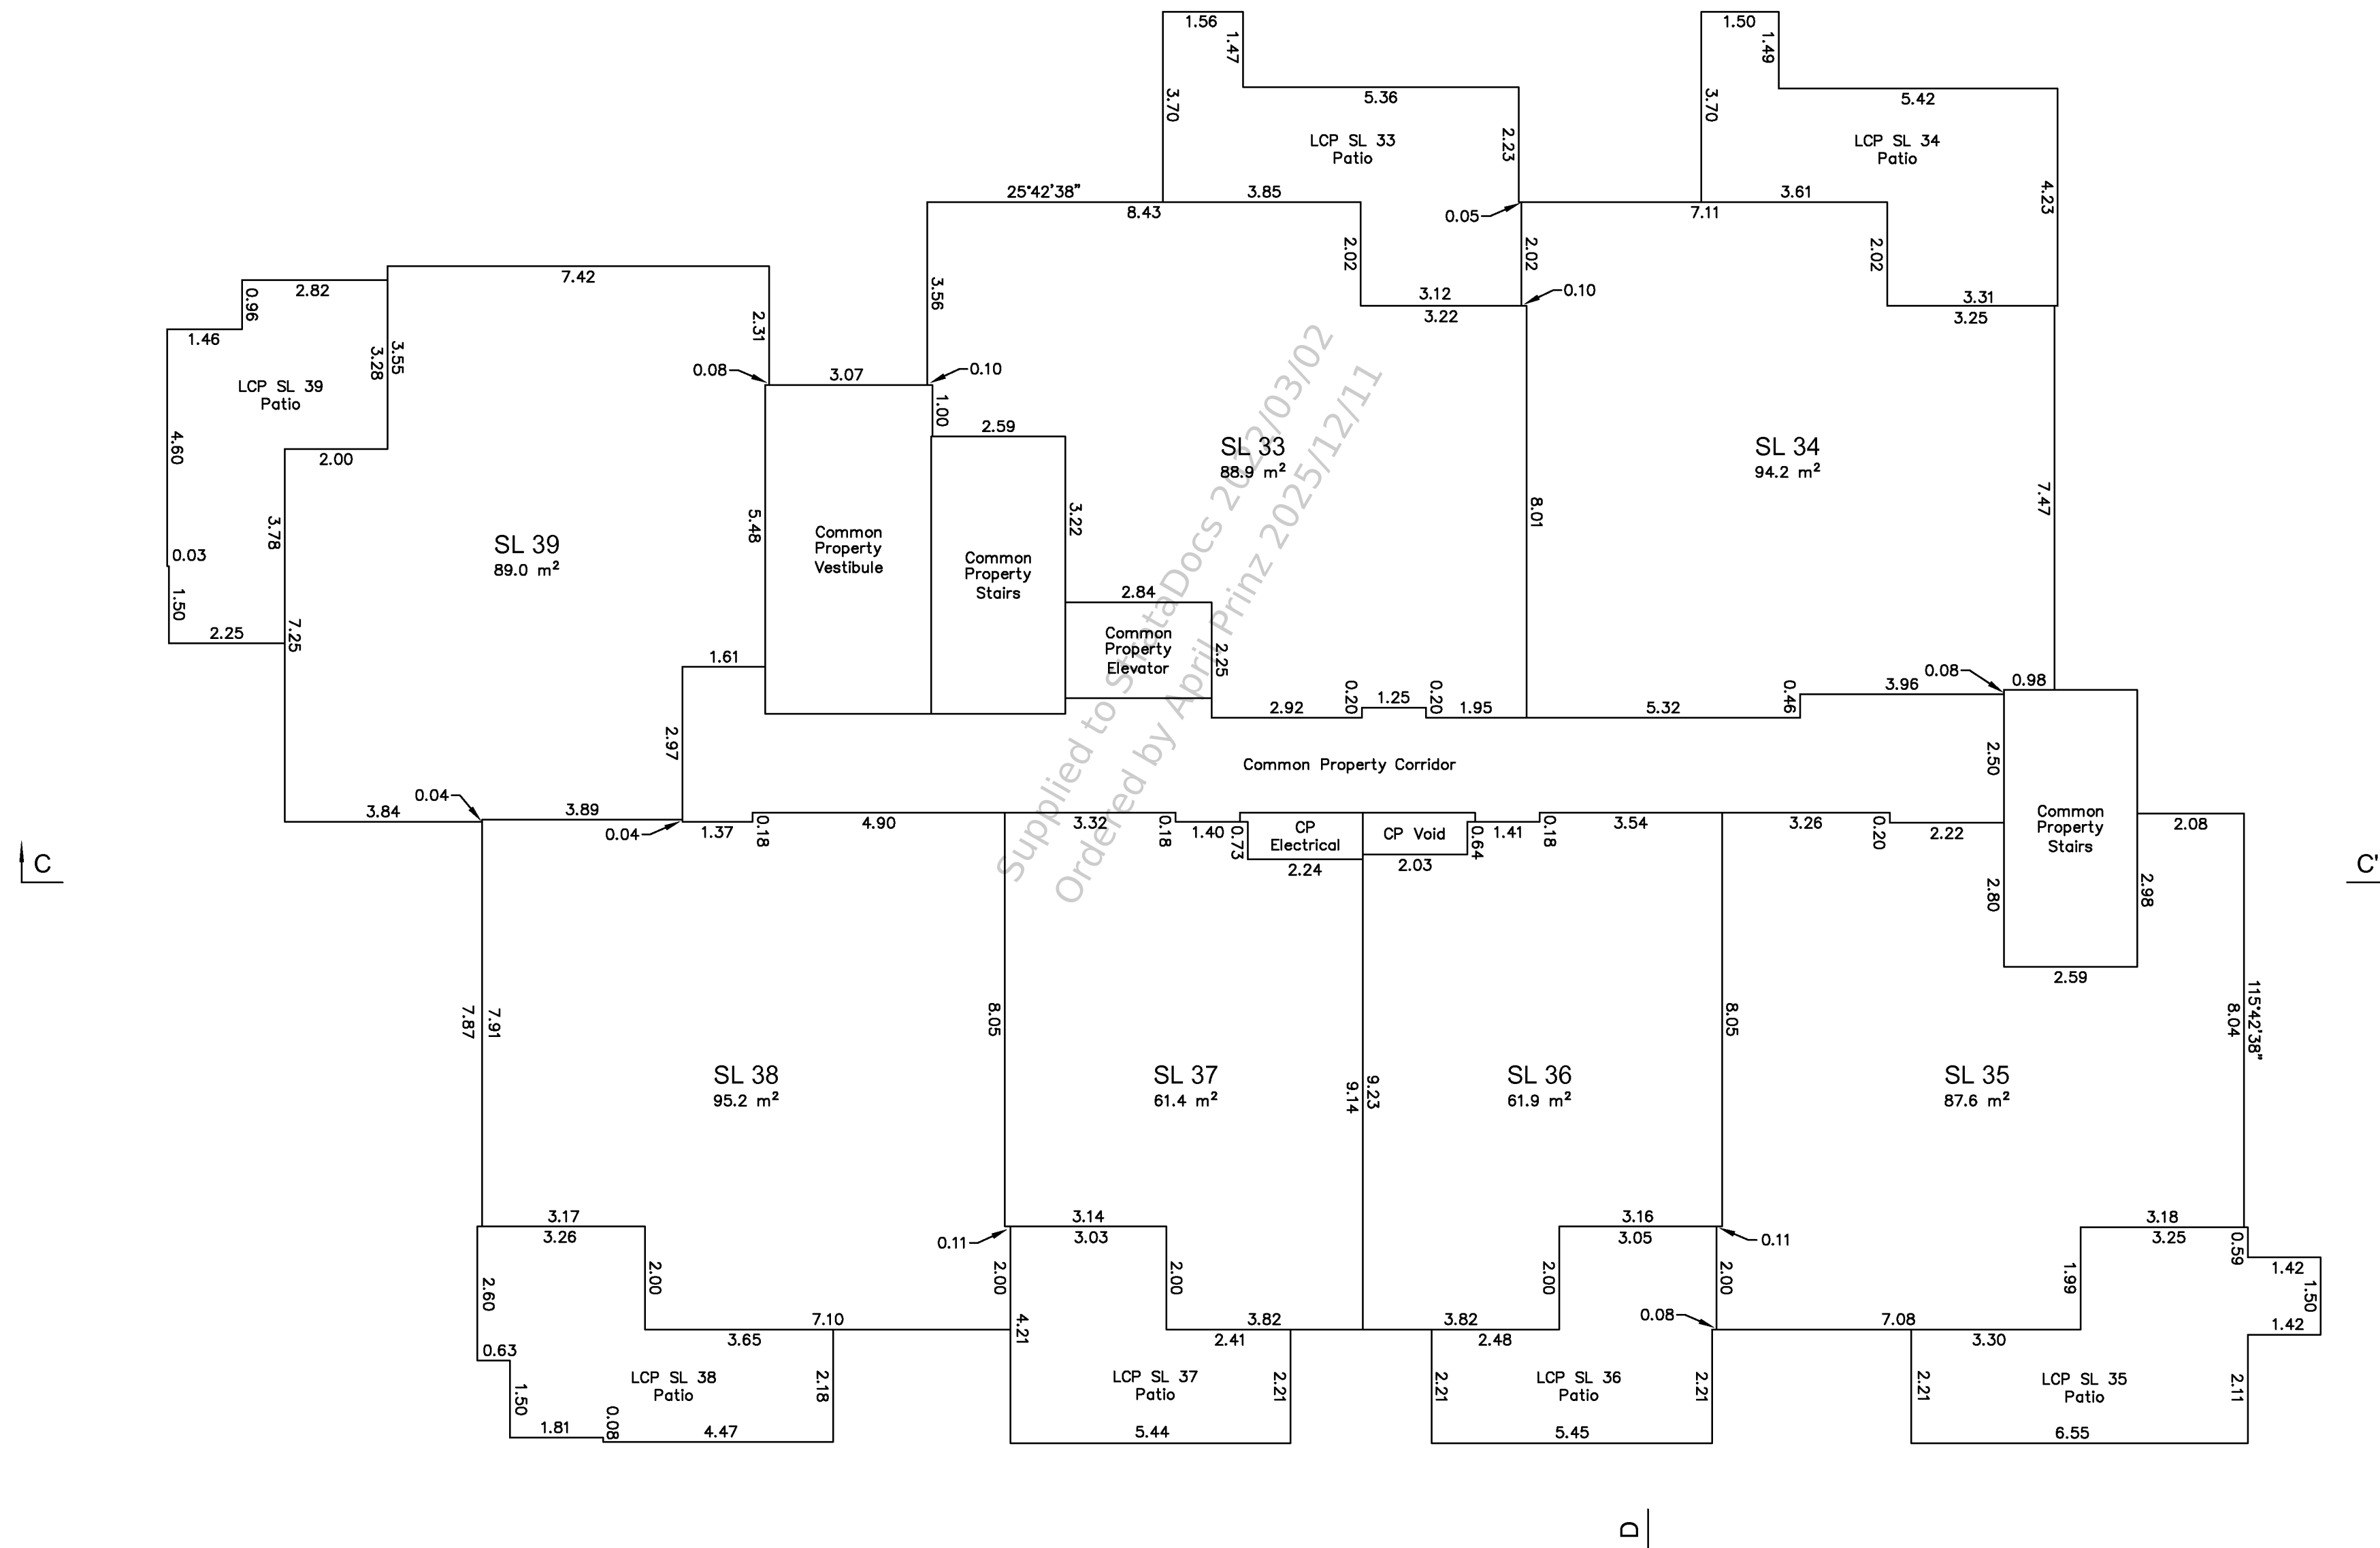 1.56
1.47
3.70
5.36
LCP SL 33
Patio
2.23
1.50
1.49
3.70
5.42
LCP SL 34
Patio
4.23
25°42'38"
8.43
3.85
0.05
7.11
3.61
2.02
2.02
2.02
3.56
3.12
3.22
0.10
3.31
3.25
7.42
2.82
0.96
1.46
3.28
3.55
LCP SL 39
Patio
2.31
0.08
3.07
0.10
1.00
2.59
4.60
2.00
3.78
0.03
1.50
2.25
7.25
SL 39
89.0 m²
5.48
Common
Property
Vestibule
Common
Property
Stairs
3.22
SL 33
88.9 m²
8.01
SL 34
94.2 m²
7.47
2.84
Common
Property
Elevator
2.25
1.61
2.97
2.92
0.20
1.25
0.20
1.95
5.32
0.46
3.96
0.08
0.98
Common Property Corridor
2.50
Common
Property
Stairs
2.80
2.98
2.59
2.08
3.84
0.04
3.89
0.04
1.37
0.18
4.90
3.32
0.18
1.40
0.73
CP
Electrical
2.24
CP Void
2.03
0.64
1.41
0.18
3.54
3.26
0.20
2.22
C
C'
7.87
7.91
8.05
9.14
9.23
8.05
8.04
115°42'38"
SL 38
95.2 m²
SL 37
61.4 m²
SL 36
61.9 m²
SL 35
87.6 m²
3.17
3.26
2.60
2.00
0.63
1.50
1.81
0.08
4.47
7.10
3.65
2.18
LCP SL 38
Patio
0.11
3.14
3.03
2.00
2.00
4.21
3.82
2.41
2.21
LCP SL 37
Patio
5.44
3.16
3.05
0.11
2.00
2.00
0.08
3.82
2.48
2.21
2.21
LCP SL 36
Patio
5.45
3.18
3.25
0.59
1.42
1.50
1.42
1.99
7.08
3.30
2.21
2.11
LCP SL 35
Patio
6.55
D
Supplied to StrataDocs 2022/03/02
Ordered by April Prinz 2025/12/11